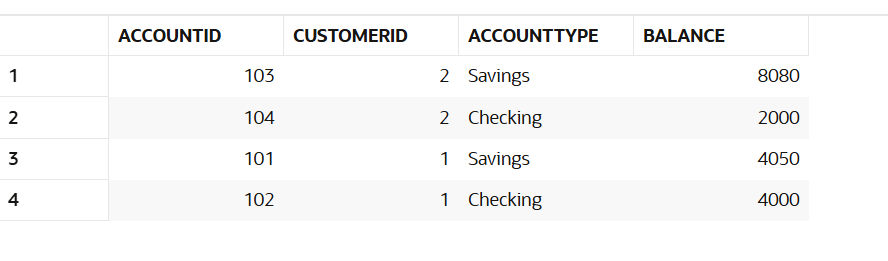 ACCOUNTID CUSTOMERID ACCOUNTTYPE BALANCE
1 103 2 Savings 8080
2 104 2 Checking 2000
3 101 1 Savings 4050
4 102 1 Checking 4000